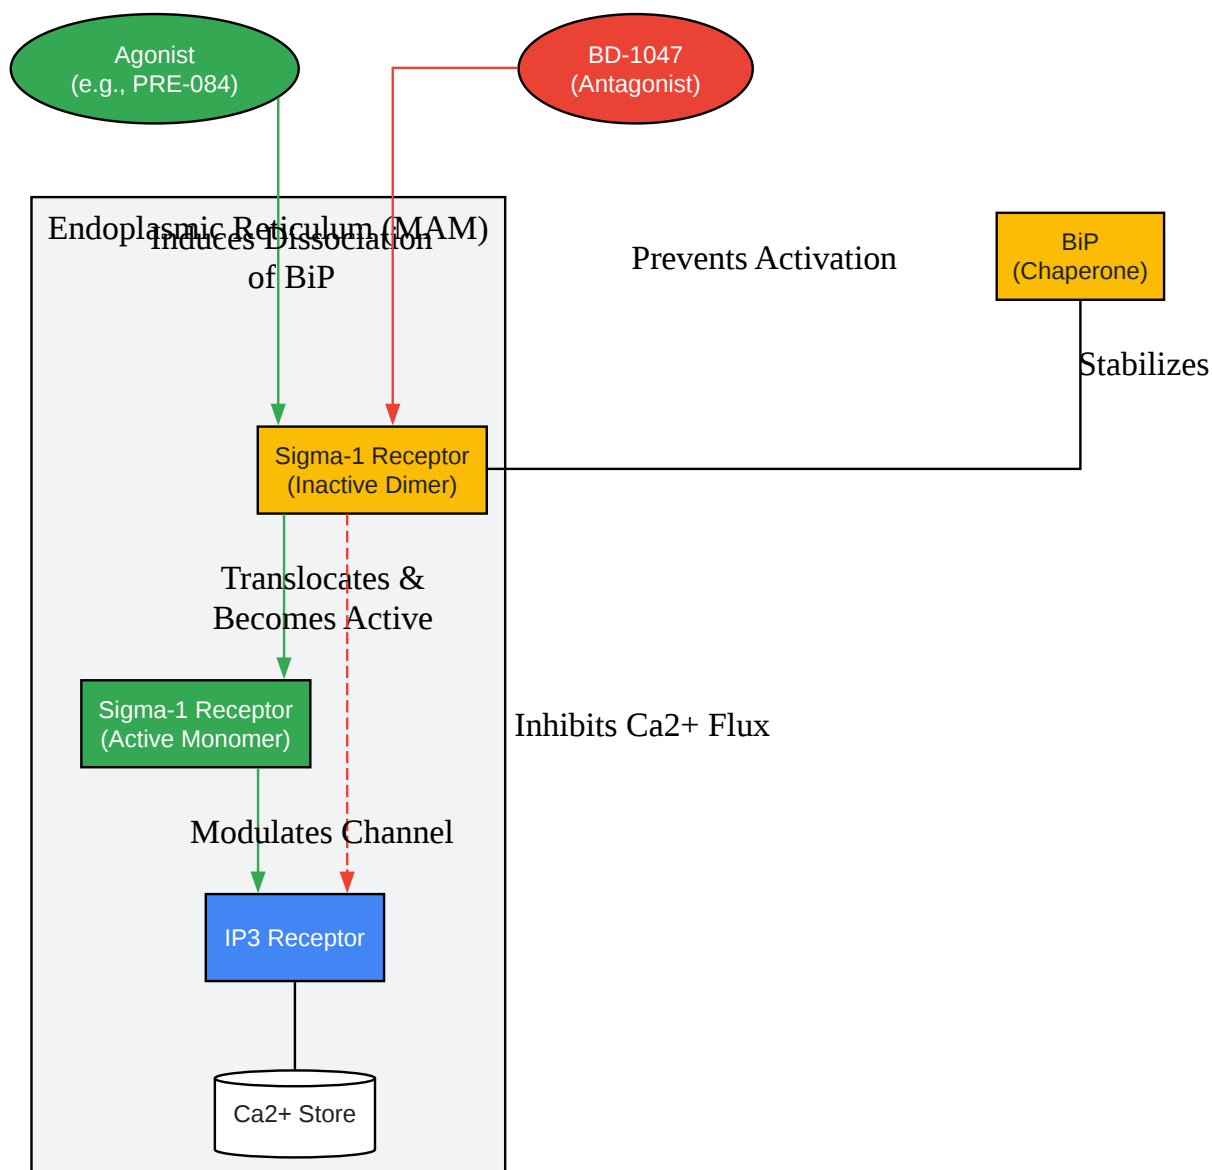 Agonist
(e.g., PRE-084)
BD-1047
(Antagonist)
Endoplasmic Reticulum (MAM)
Induces Dissociation
of BiP
Prevents Activation
BiP
(Chaperone)
Stabilizes
Sigma-1 Receptor
(Inactive Dimer)
Translocates &
Becomes Active
Sigma-1 Receptor
(Active Monomer)
Inhibits Ca2+ Flux
Modulates Channel
IP3 Receptor
Ca2+ Store